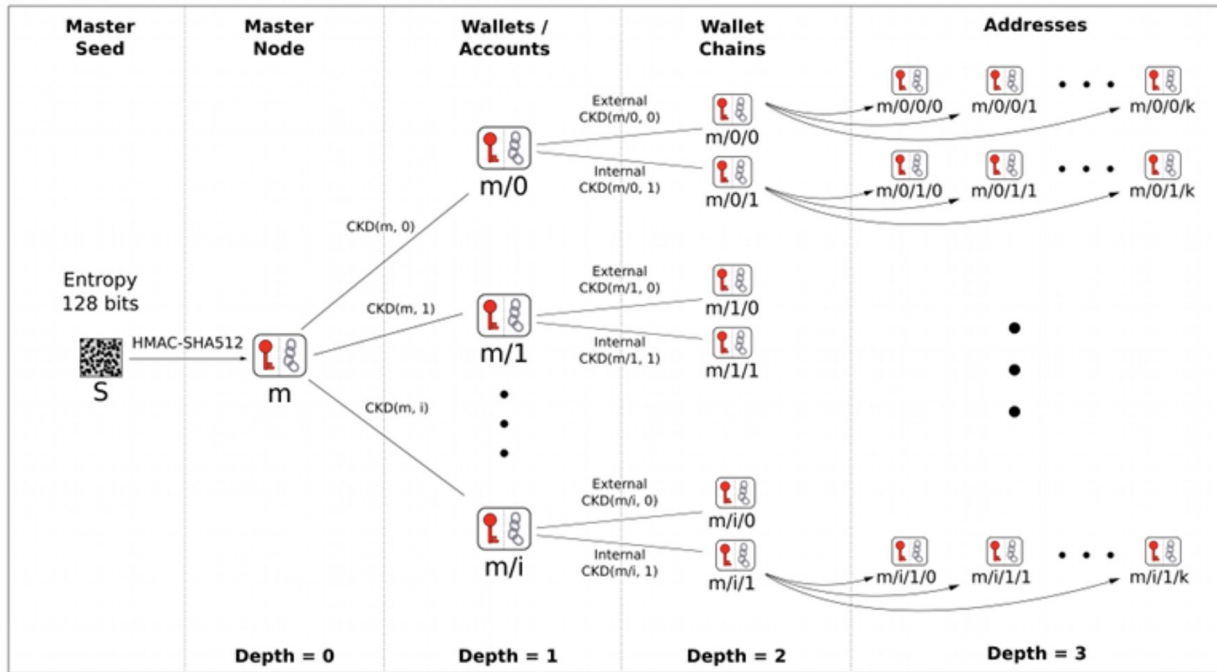 Master
Seed
Master
Node
Wallets /
Accounts
Wallet
Chains
Addresses
Entropy
128 bits
S
HMAC-SHA512
m
CKD(m, 0)
CKD(m, 1)
CKD(m, i)
m/0
m/1
m/i
External
CKD(m/0, 0)
Internal
CKD(m/0, 1)
External
CKD(m/1, 0)
Internal
CKD(m/1, 1)
External
CKD(m/i, 0)
Internal
CKD(m/i, 1)
m/0/0
m/0/1
m/1/0
m/1/1
m/i/0
m/i/1
m/0/0/0 m/0/0/1 m/0/0/k
m/0/1/0 m/0/1/1 m/0/1/k
m/i/1/0 m/i/1/1 m/i/1/k
Depth = 0 Depth = 1 Depth = 2 Depth = 3